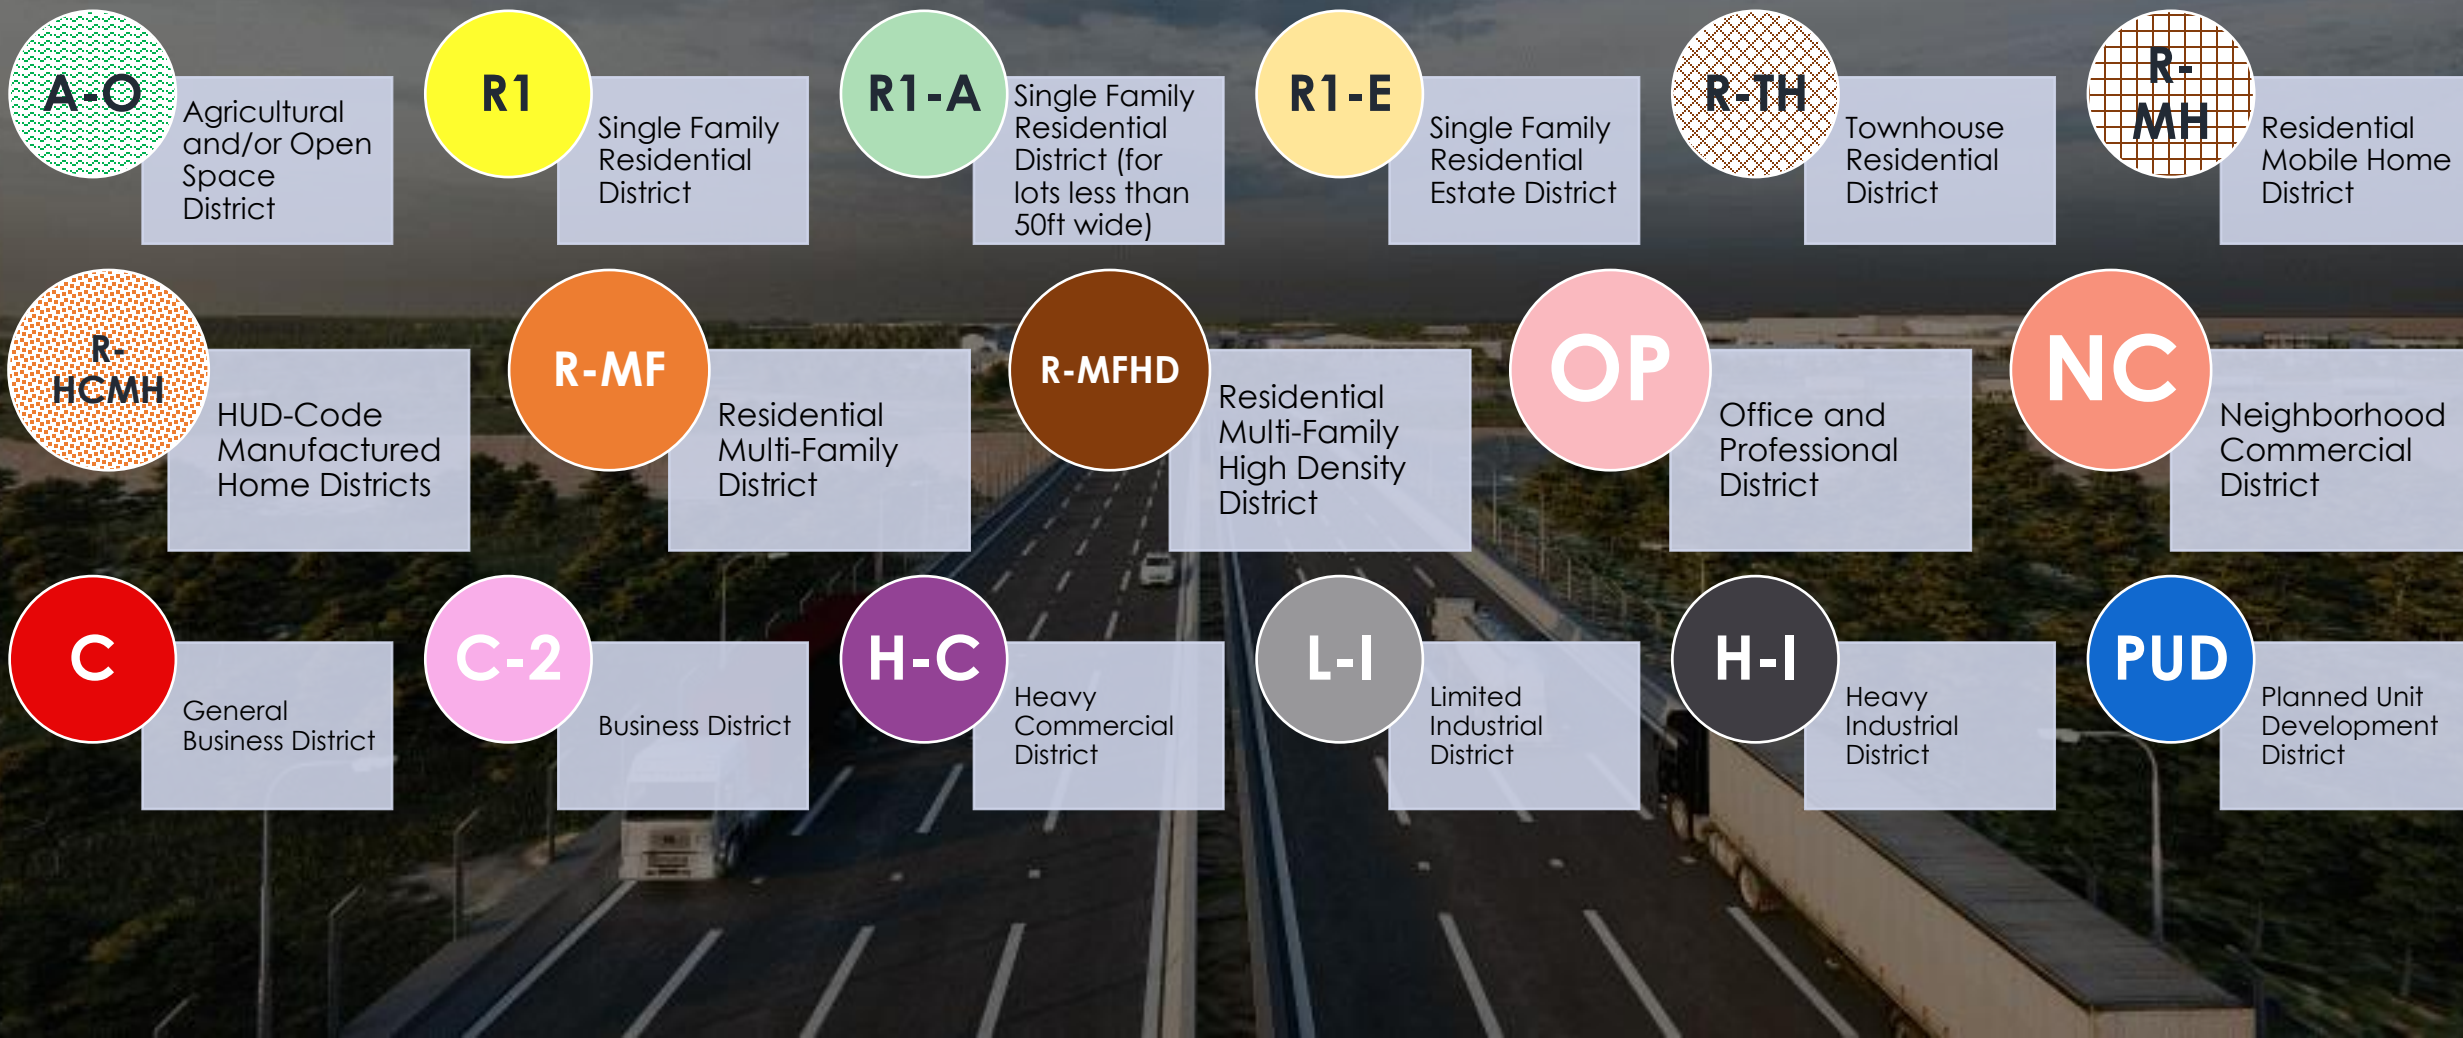 A-O
Agricultural
and/or Open
Space
District
R1
Single Family
Residential
District
R1-A
Single Family
Residential
District (for
lots less than
50ft wide)
R1-E
Single Family
Residential
Estate District
R-TH
Townhouse
Residential
District
R-
MH
Residential
Mobile Home
District
R-
HCMH
HUD-Code
Manufactured
Home Districts
R-MF
Residential
Multi-Family
District
R-MFHD
Residential
Multi-Family
High Density
District
OP
Office and
Professional
District
NC
Neighborhood
Commercial
District
C
General
Business District
C-2
Business District
H-C
Heavy
Commercial
District
L-I
Limited
Industrial
District
H-I
Heavy
Industrial
District
PUD
Planned Unit
Development
District